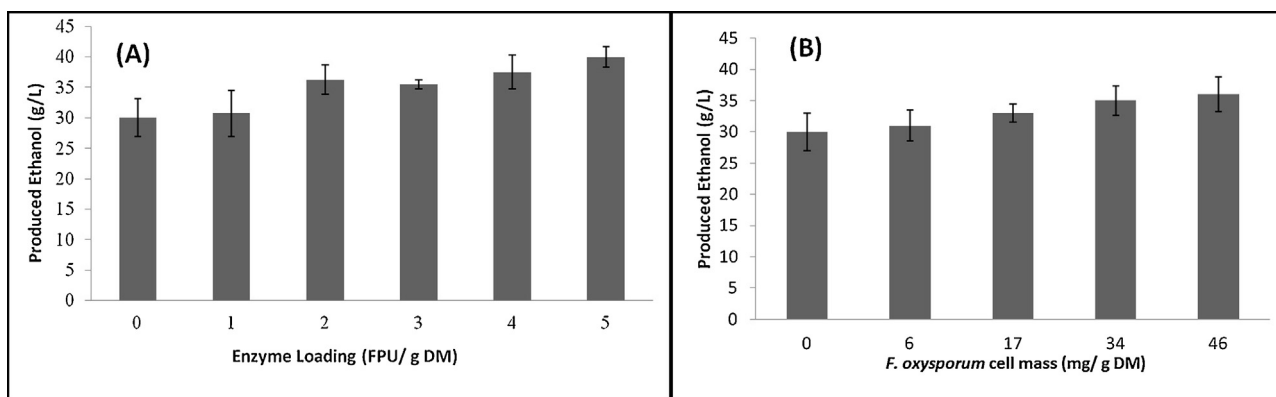 (A)
Produced Ethanol (g/L)
45
40
35
30
25
20
15
10
5
0
0 1 2 3 4 5
Enzyme Loading (FPU/ g DM)
(B)
Produced Ethanol (g/L)
45
40
35
30
25
20
15
10
5
0
0 6 17 34 46
F. oxysporum cell mass (mg/ g DM)